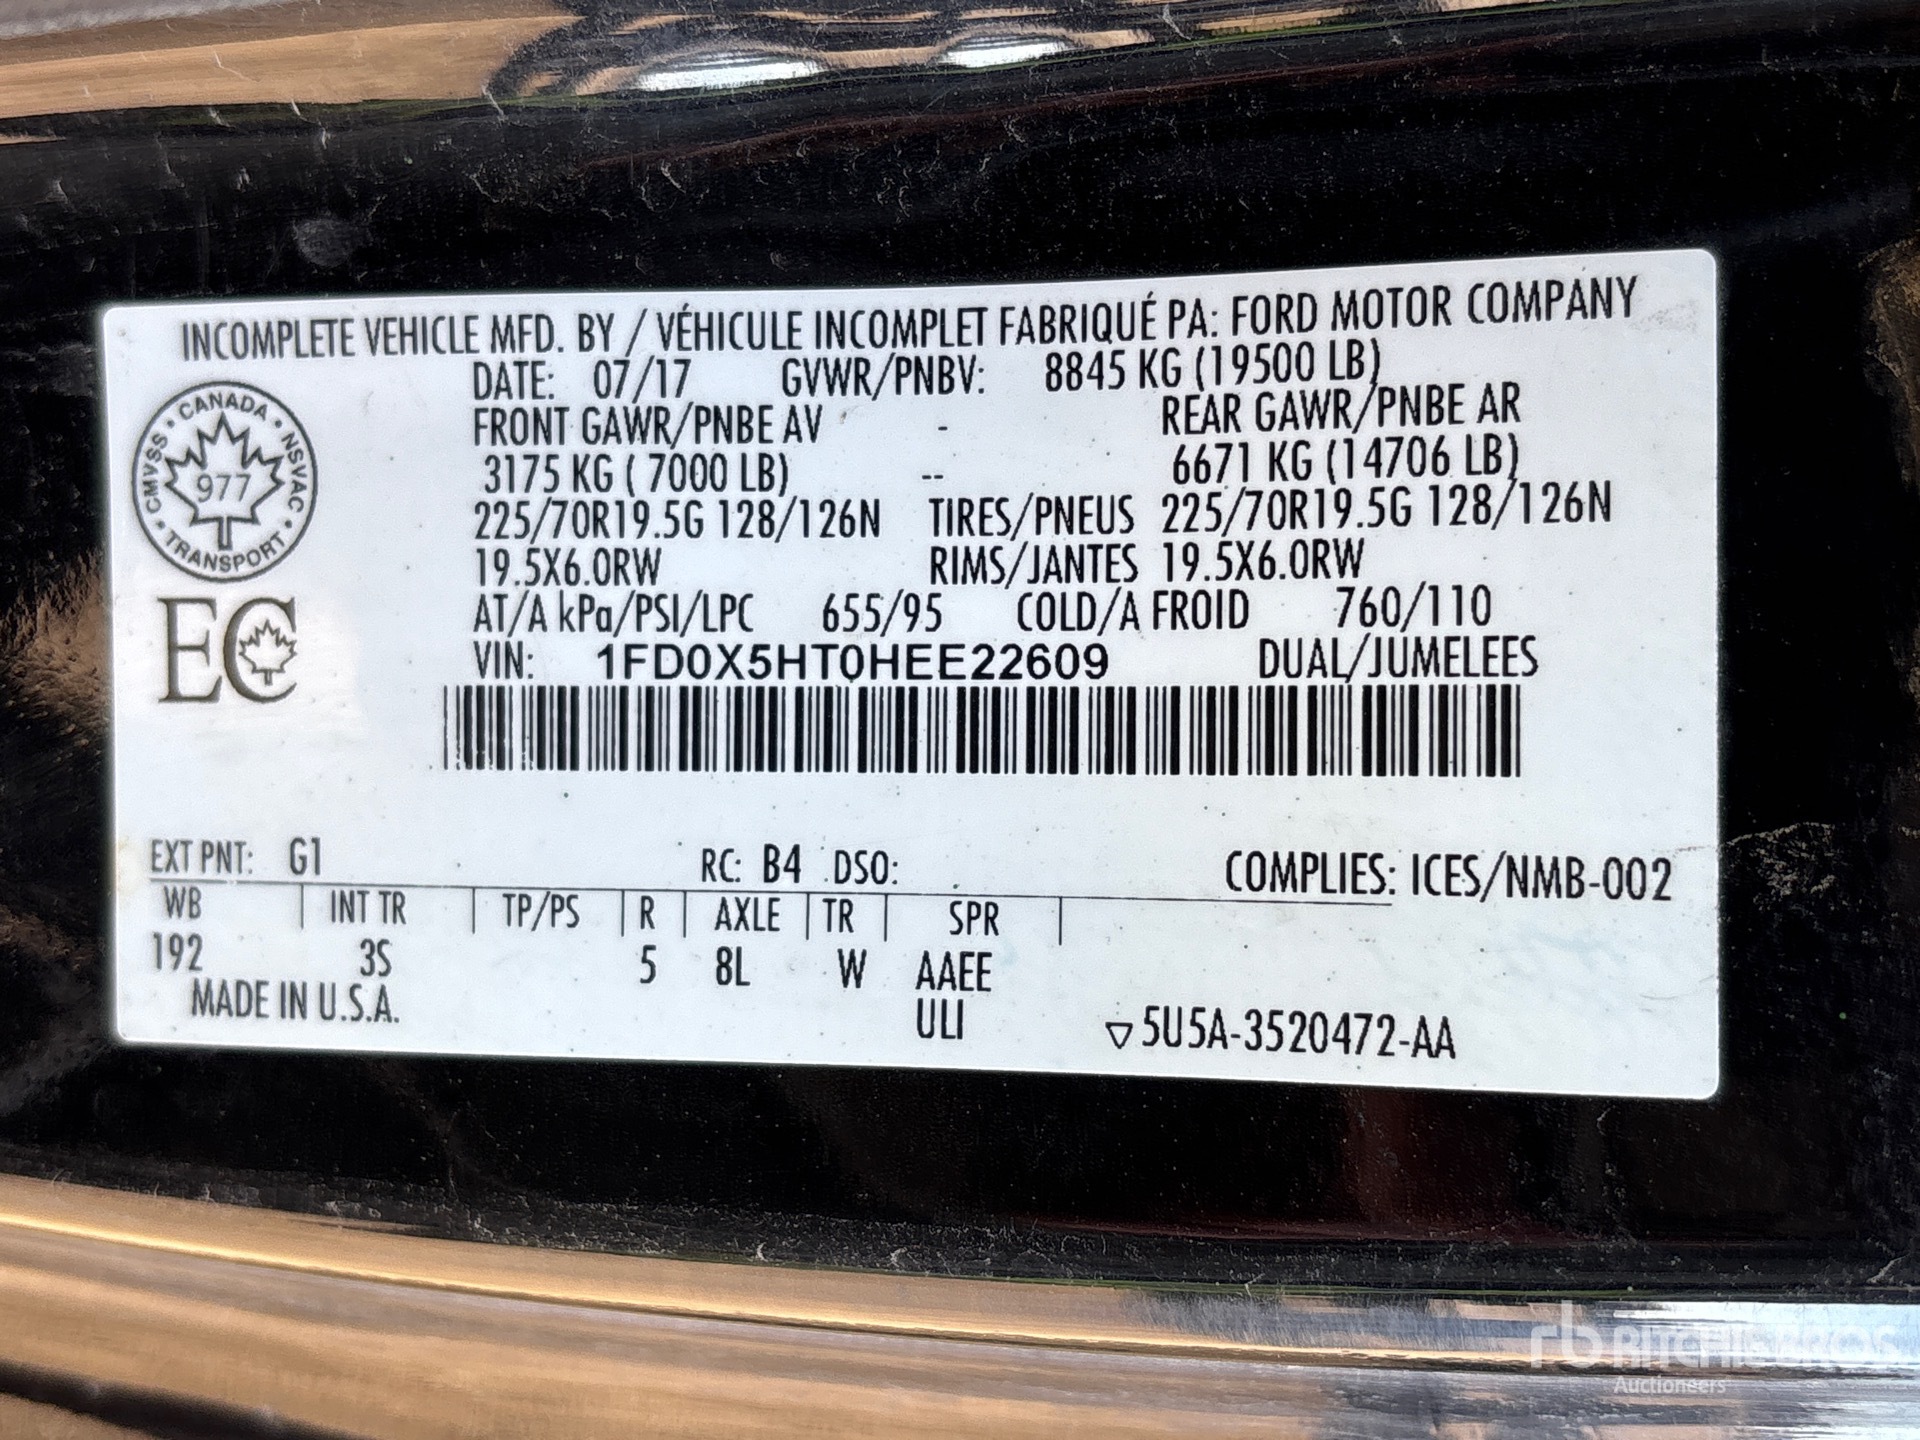 INCOMPLETE VEHICLE MFD. BY / VÉHICULE INCOMPLET FABRIQUÉ PA: FORD MOTOR COMPANY
DATE: 07/17 GVWR/PNBV: 8845 KG (19500 LB)
FRONT GAWR/PNBE AV - REAR GAWR/PNBE AR
3175 KG ( 7000 LB) -- 6671 KG (14706 LB)
225/70R19.5G 128/126N TIRES/PNEUS 225/70R19.5G 128/126N
19.5X6.0RW RIMS/JANTES 19.5X6.0RW
AT/A kPa/PSI/LPC 655/95 COLD/A FROID 760/110
VIN: 1FD0X5HT0HEE22609 DUAL/JUMELEES
CANADA
CMVSS · NSVAC
977
TRANSPORT
EC
EXT PNT: G1 RC: B4 DSO: COMPLIES: ICES/NMB-002
WB | INT TR | TP/PS | R | AXLE | TR | SPR |
192 3S 5 8L W AAEE
MADE IN U.S.A. ULI ▽5U5A-3520472-AA
rb RITCHIE BROS
Auctioneers